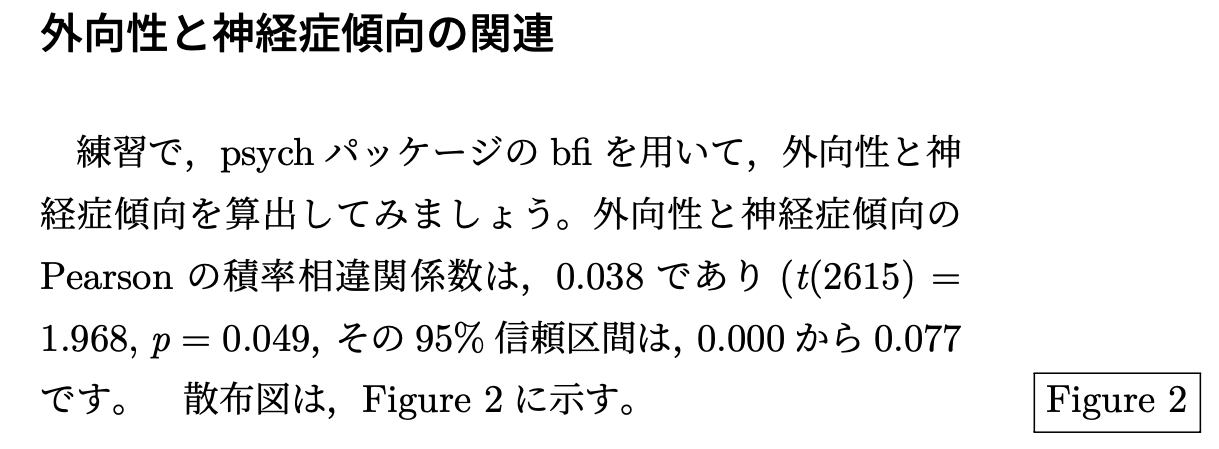 外向性と神経症傾向の関連
練習で，psych パッケージの bfi を用いて，外向性と神
経症傾向を算出してみましょう。外向性と神経症傾向の
Pearson の積率相違関係数は，0.038 であり (t(2615) =
1.968, p = 0.049, その 95% 信頼区間は, 0.000 から 0.077
です。　散布図は，Figure 2 に示す。
Figure 2